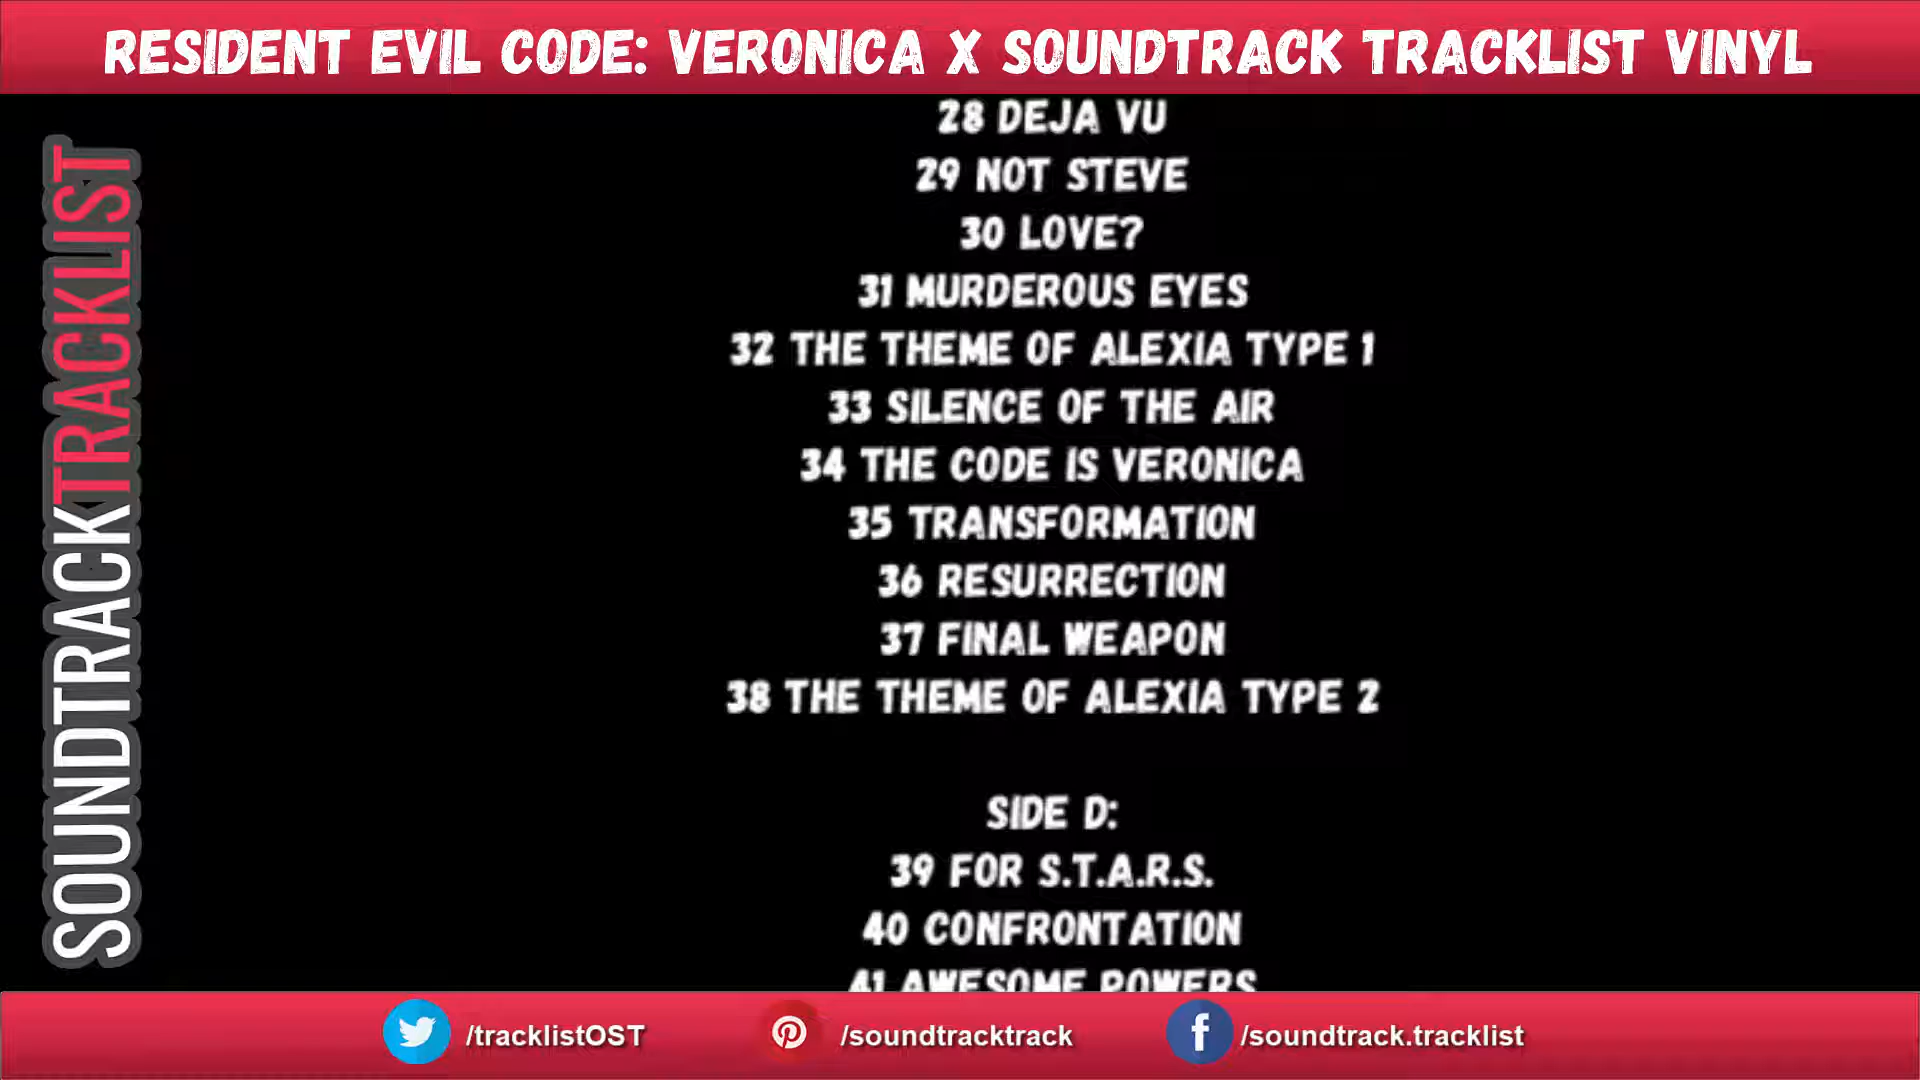 RESIDENT EVIL CODE: VERONICA X SOUNDTRACK TRACKLIST VINYL
SOUNDTRACKTRACKLIST
28 DEJA VU
29 NOT STEVE
30 LOVE?
31 MURDEROUS EYES
32 THE THEME OF ALEXIA TYPE 1
33 SILENCE OF THE AIR
34 THE CODE IS VERONICA
35 TRANSFORMATION
36 RESURRECTION
37 FINAL WEAPON
38 THE THEME OF ALEXIA TYPE 2
SIDE D:
39 FOR S.T.A.R.S.
40 CONFRONTATION
41 AWESOME POWERS
/tracklistOST
/soundtracktrack
/soundtrack.tracklist